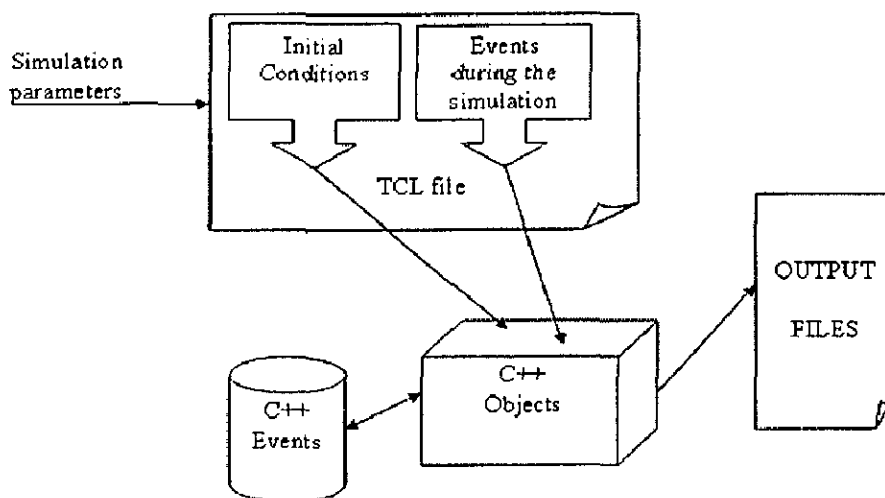 Simulation
parameters
Initial
Conditions
Events
during the
simulation
TCL file
OUTPUT
FILES
C++
Objects
C++
Events